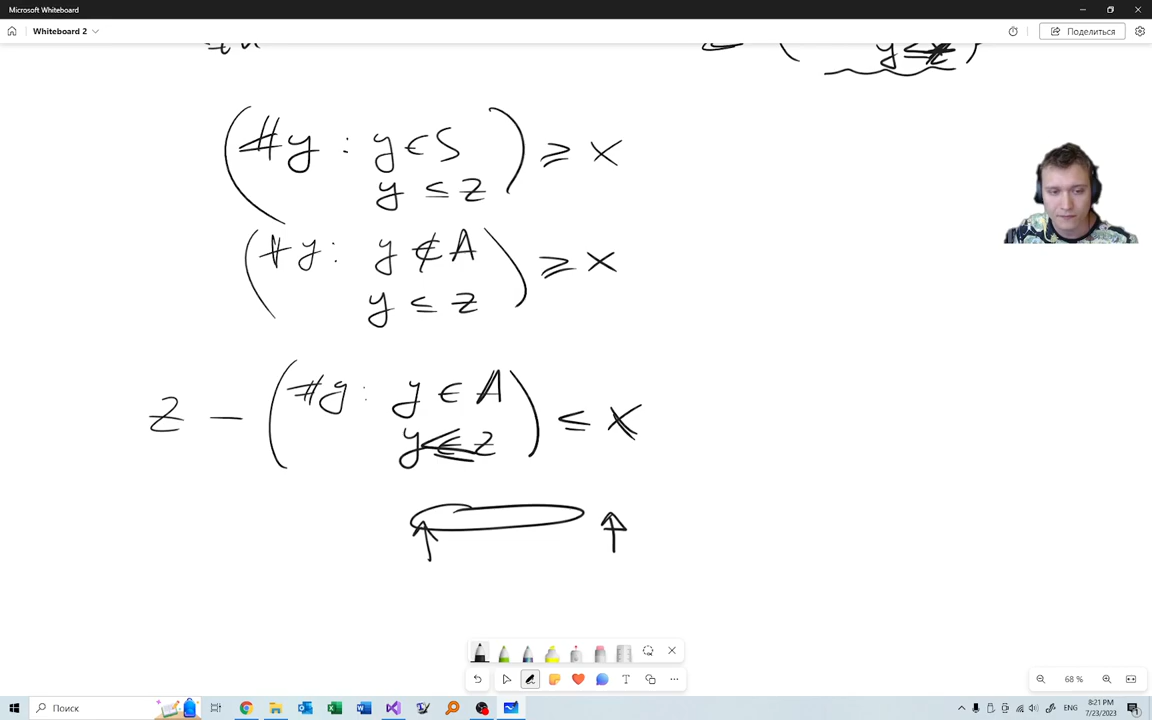 Microsoft Whiteboard
Whiteboard 2
Поделиться
y ≤ z )
( #y : y ∈ S ) ≥ x
y ≤ z
( #y : y ∉ A ) ≥ x
y ≤ z
z − ( #y : y ∈ A ) ≤ x
y ≤ z
68 %
Поиск
ENG
8:21 PM
7/23/2023